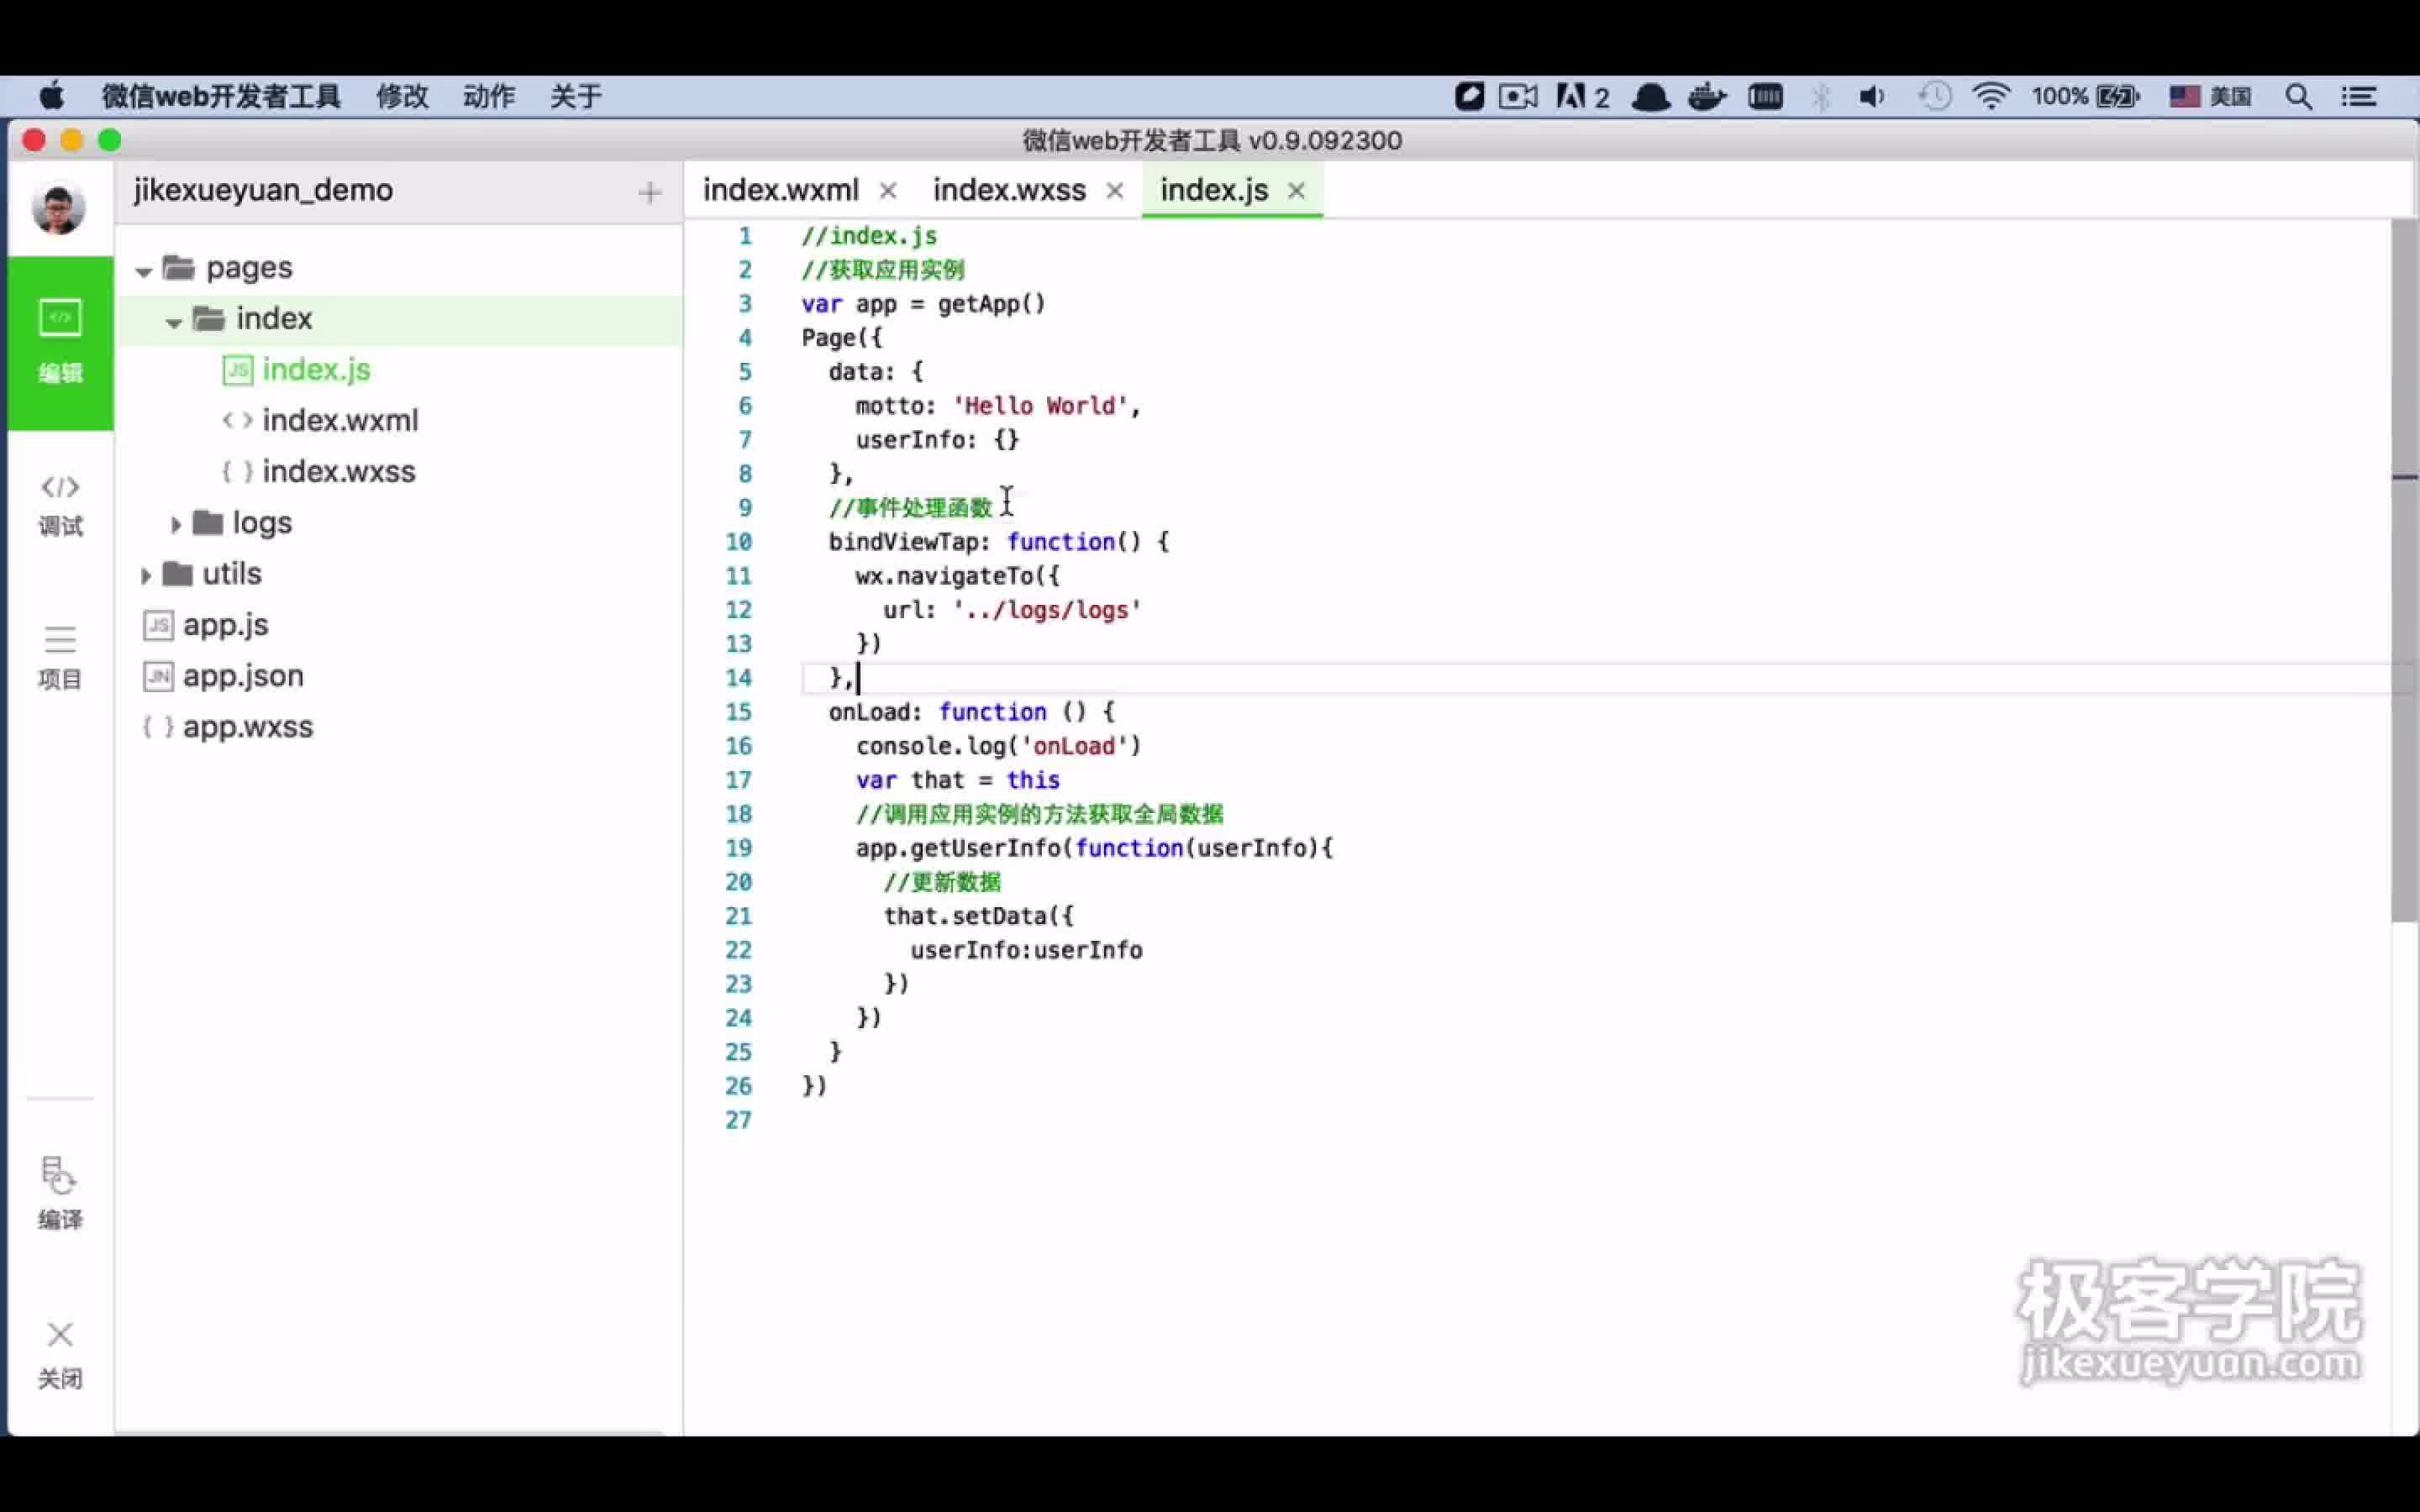 微信web开发者工具 修改 动作 关于
2 100% 美国
微信web开发者工具 v0.9.092300
jikexueyuan_demo +
index.wxml × index.wxss × index.js ×
编辑
调试
项目
编译
关闭
pages
index
JS index.js
<> index.wxml
{ } index.wxss
logs
utils
JS app.js
JN app.json
{ } app.wxss
1 //index.js
2 //获取应用实例
3 var app = getApp()
4 Page({
5 data: {
6 motto: 'Hello World',
7 userInfo: {}
8 },
9 //事件处理函数
10 bindViewTap: function() {
11 wx.navigateTo({
12 url: '../logs/logs'
13 })
14 },
15 onLoad: function () {
16 console.log('onLoad')
17 var that = this
18 //调用应用实例的方法获取全局数据
19 app.getUserInfo(function(userInfo){
20 //更新数据
21 that.setData({
22 userInfo:userInfo
23 })
24 })
25 }
26 })
27
极客学院
jikexueyuan.com